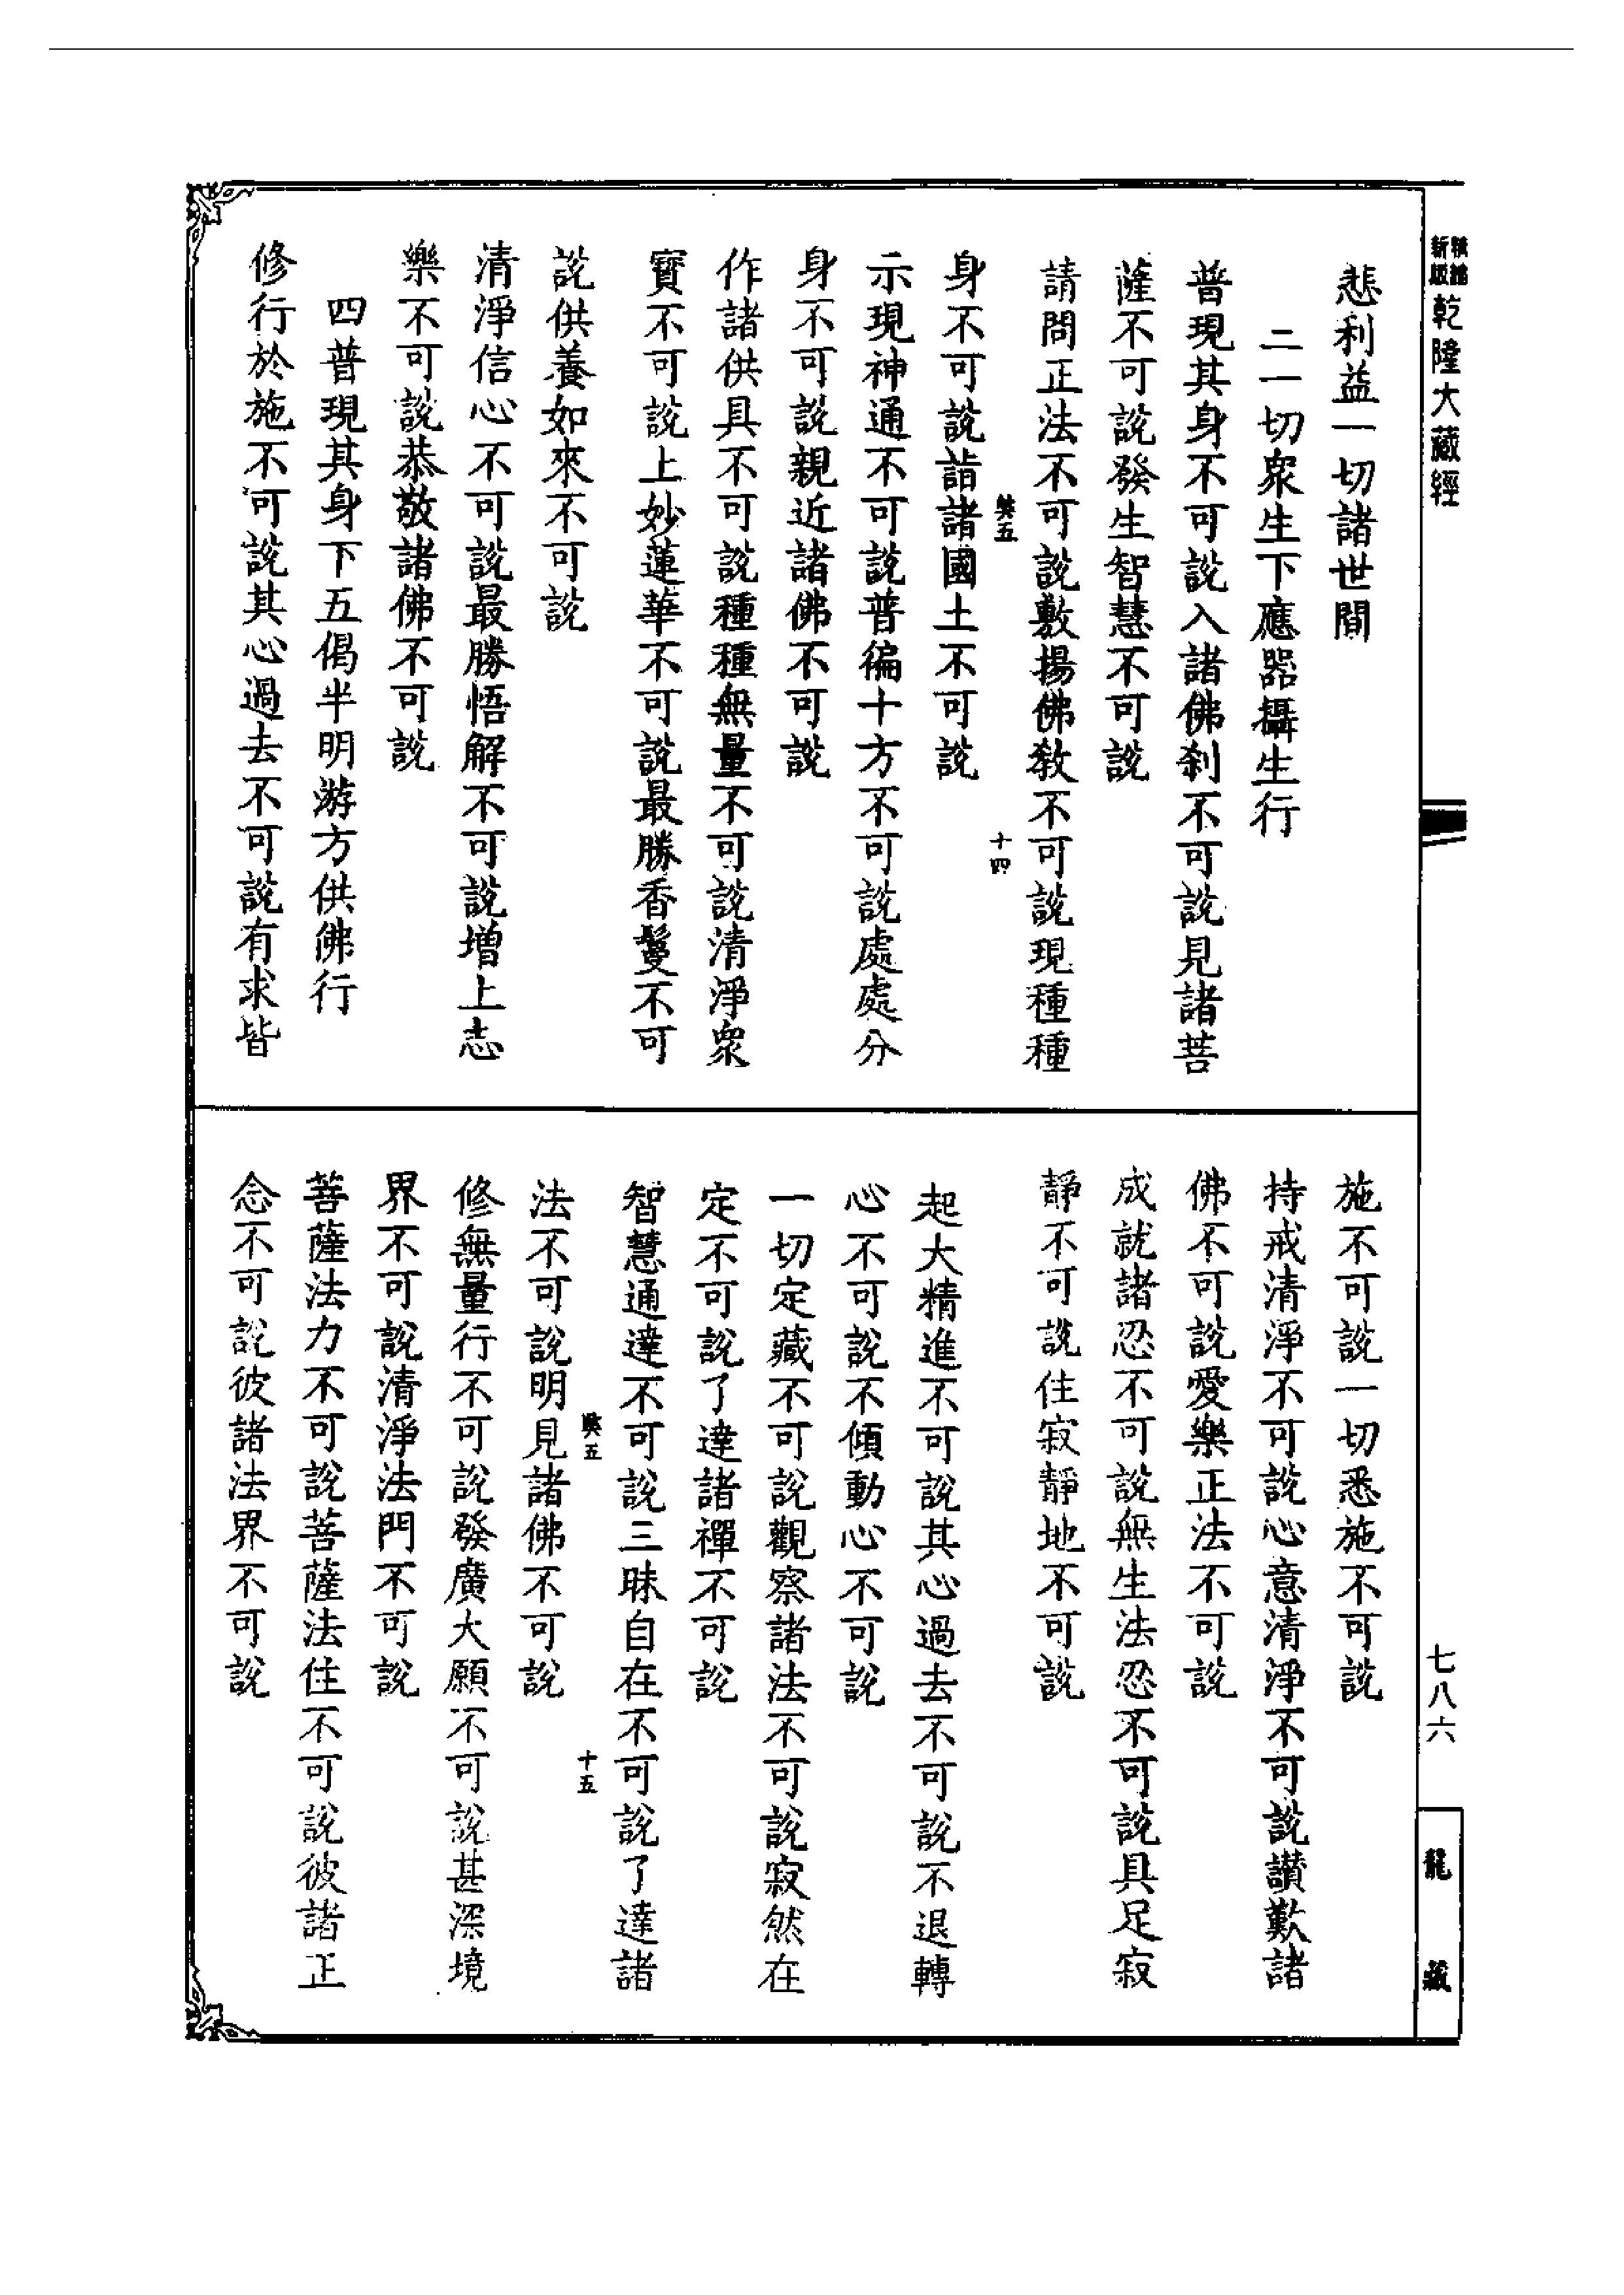 新版
精縮
乾隆大藏經
七八六
龍藏
悲利益一切諸世間
二一切衆生下應器攝生行
普現其身不可說入諸佛刹不可說見諸菩
薩不可說發生智慧不可說
請問正法不可說敷揚佛教不可說現種種
五
十四
身不可說詣諸國土不可說
示現神通不可說普徧十方不可說處處分
身不可說親近諸佛不可說
作諸供具不可說種種無量不可說清淨衆
寶不可說上妙蓮華不可說最勝香鬘不可
說供養如來不可說
清淨信心不可說最勝悟解不可說增上志
樂不可說恭敬諸佛不可說
四普現其身下五偈半明游方供佛行
修行於施不可說其心過去不可說有求皆
施不可說一切悉施不可說
持戒清淨不可說心意清淨不可說讚歎諸
佛不可說愛樂正法不可說
成就諸忍不可說無生法忍不可說具足寂
靜不可說住寂靜地不可說
起大精進不可說其心過去不可說不退轉
心不可說不傾動心不可說
一切定藏不可說觀察諸法不可說寂然在
定不可說了達諸禪不可說
智慧通達不可說三昧自在不可說了達諸
五
十五
法不可說明見諸佛不可說
修無量行不可說發廣大願不可說甚深境
界不可說清淨法門不可說
菩薩法力不可說菩薩法住不可說彼諸正
念不可說彼諸法界不可說